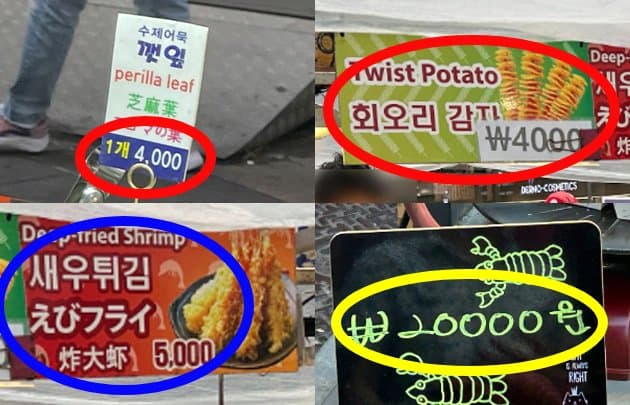 수제어묵
깻잎
perilla leaf
芝麻葉
ゴマの葉
1개 4,000
Twist Potato
회오리 감자
₩4000
Deep-
새우
えび
炸
DERNO-COSMETICS
Deep-fried Shrimp
새우튀김
えびフライ
炸大虾
5,000
₩20000원
IS ALWAYS
RIGHT